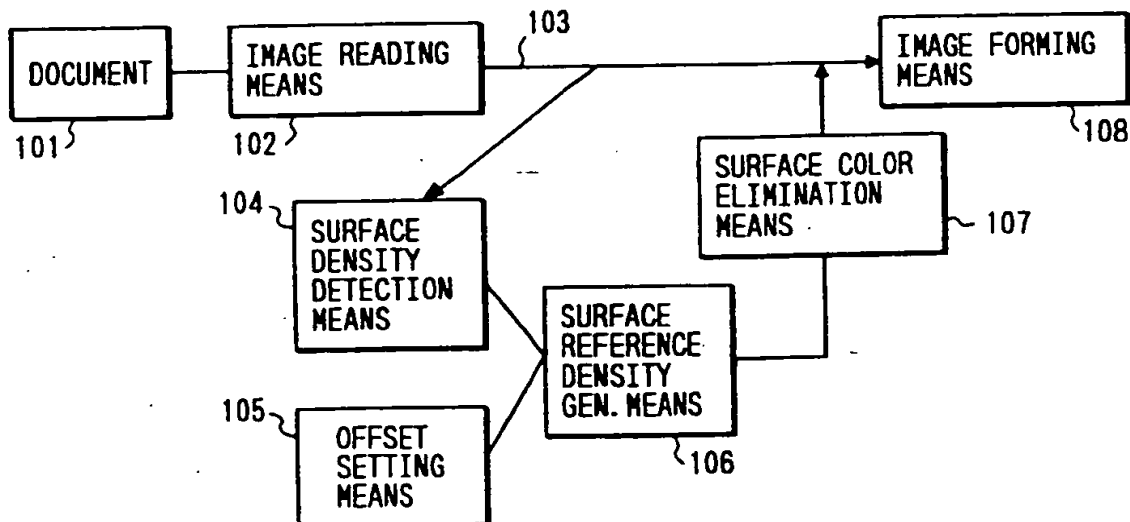 103
DOCUMENT
101
IMAGE READING
MEANS
102
IMAGE FORMING
MEANS
108
SURFACE COLOR
ELIMINATION
MEANS
107
104
SURFACE
DENSITY
DETECTION
MEANS
SURFACE
REFERENCE
DENSITY
GEN. MEANS
106
105
OFFSET
SETTING
MEANS